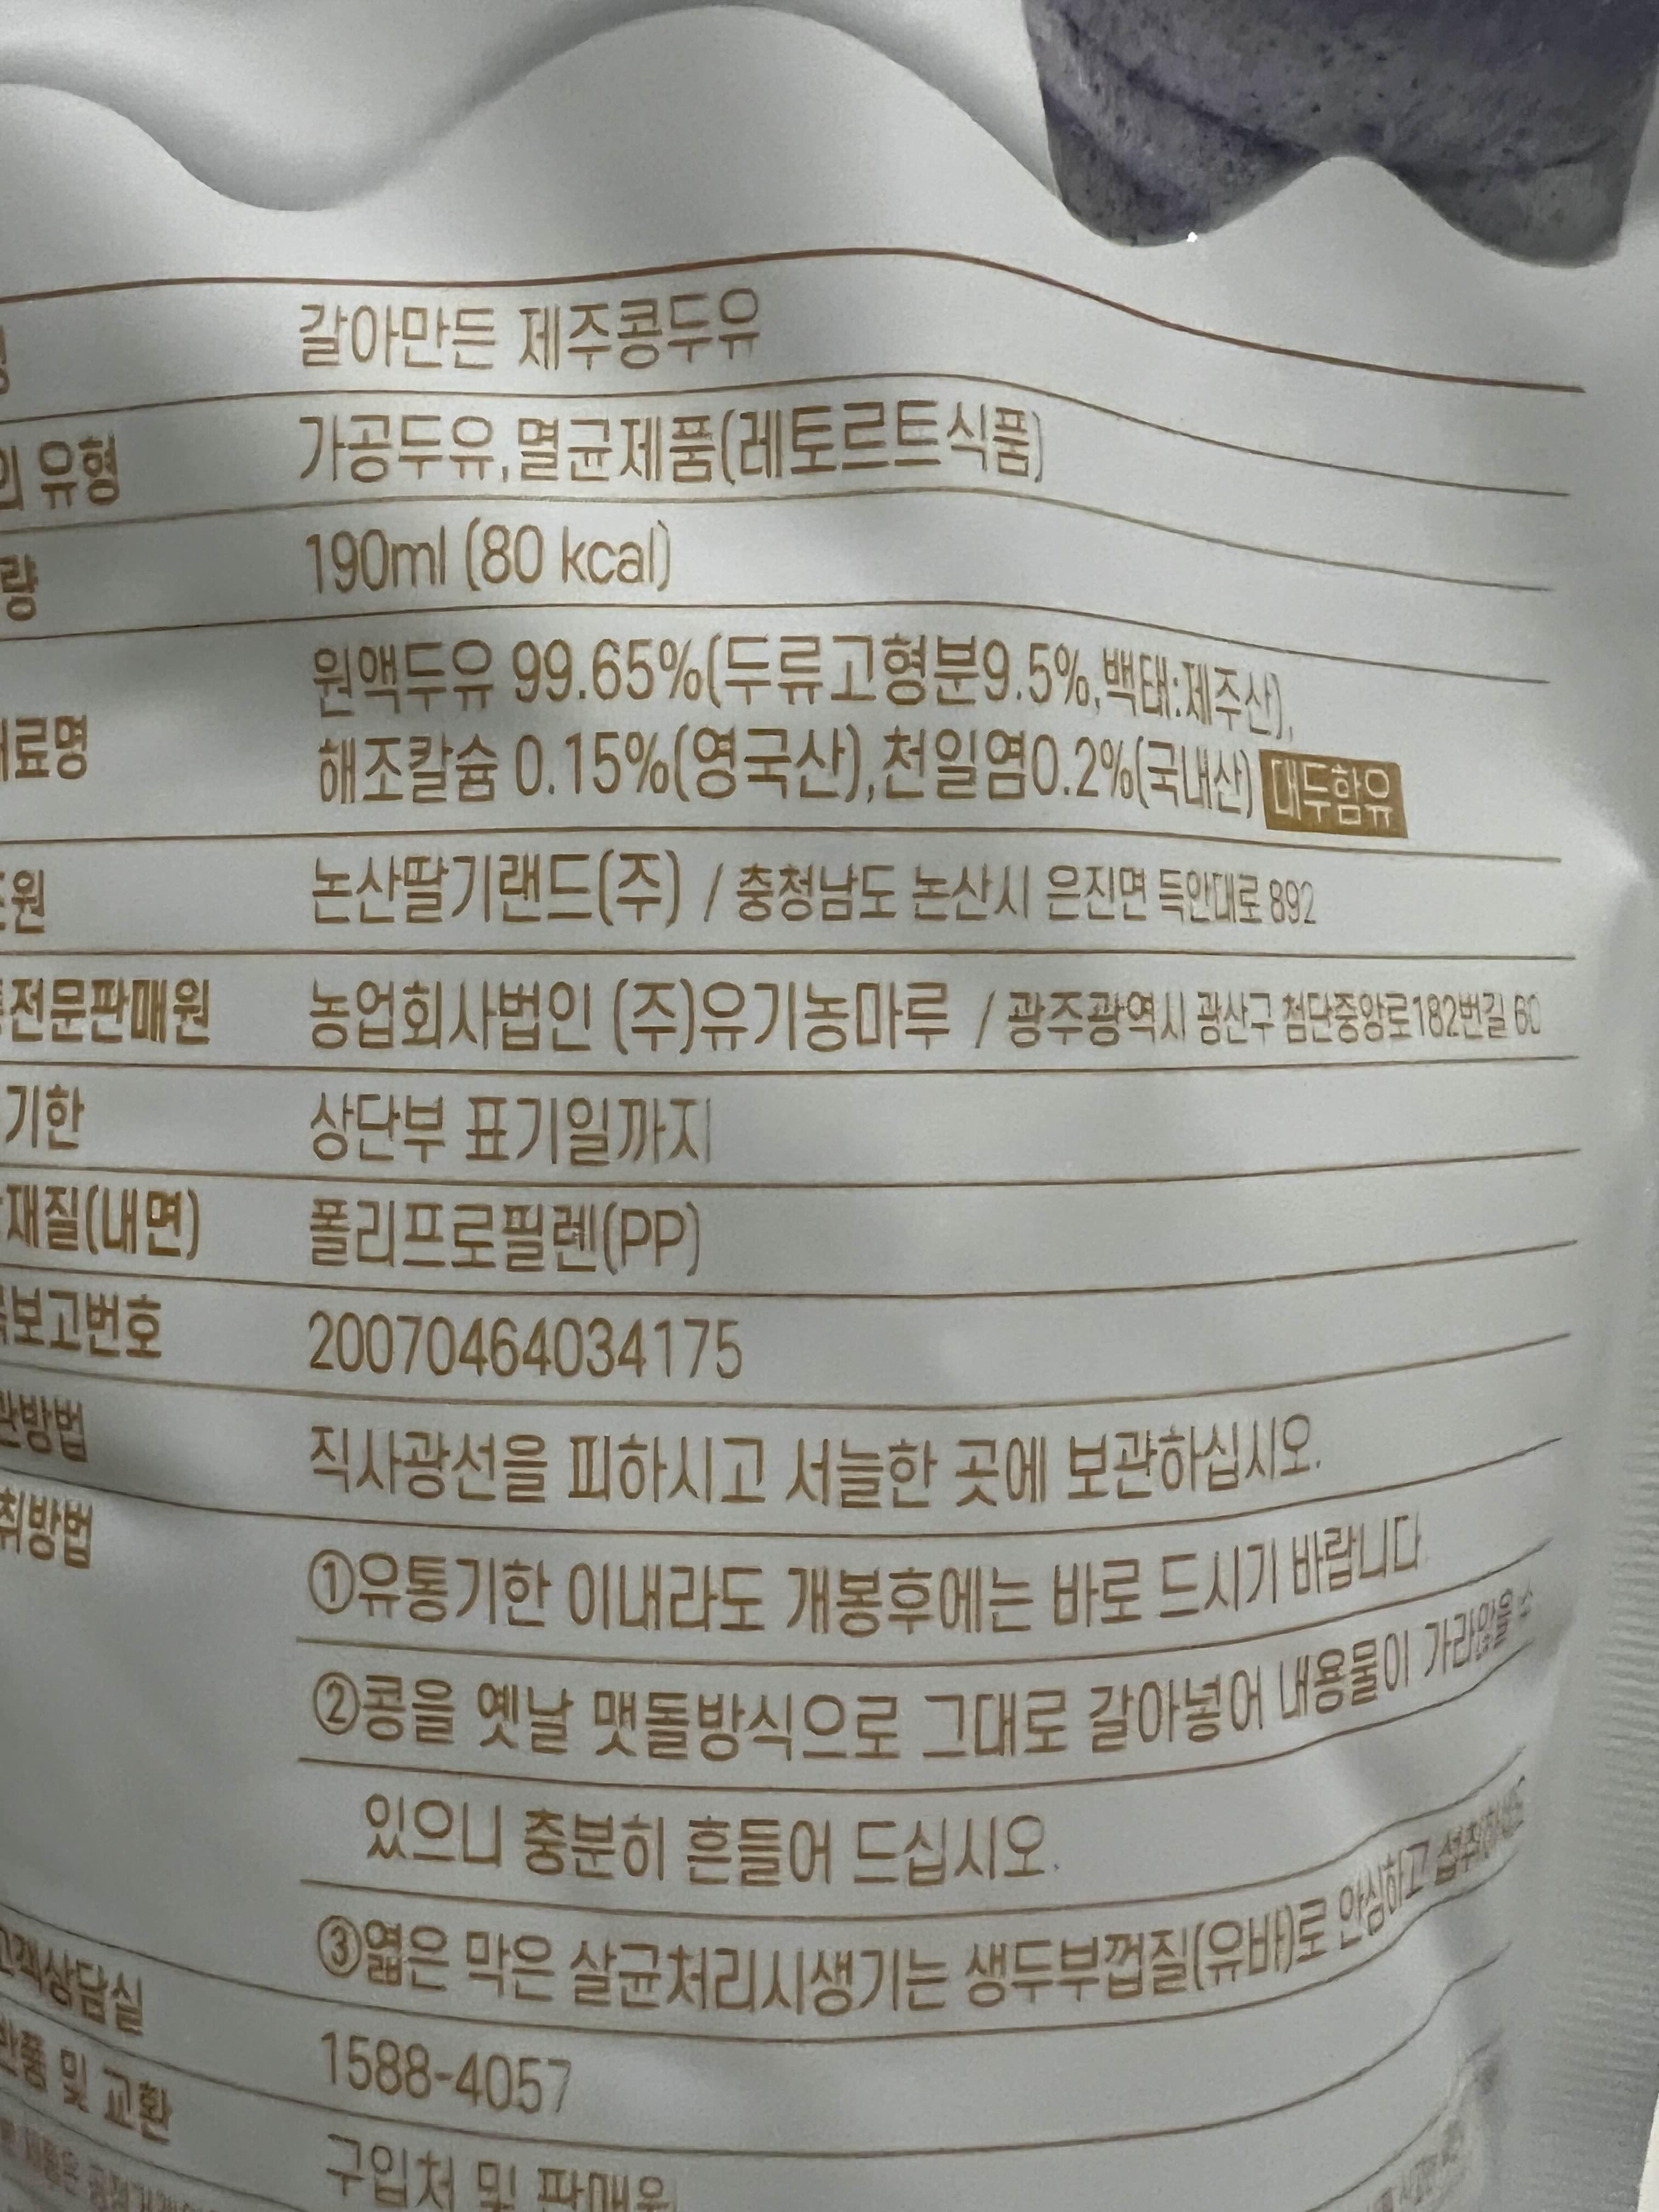 갈아만든 제주콩두유
유형 가공두유,멸균제품(레토르트식품)
190ml (80 kcal)
원액두유 99.65%(두류고형분9.5%,백태:제주산),
료명 해조칼슘 0.15%(영국산),천일염0.2%(국내산) 대두함유
원 논산딸기랜드(주) / 충청남도 논산시 은진면 득안대로 892
전문판매원 농업회사법인 (주)유기농마루 / 광주광역시 광산구 첨단중앙로182번길 60
기한 상단부 표기일까지
재질(내면) 폴리프로필렌(PP)
보고번호 20070464034175
방법 직사광선을 피하시고 서늘한 곳에 보관하십시오.
취방법 ①유통기한 이내라도 개봉후에는 바로 드시기 바랍니다
②콩을 옛날 맷돌방식으로 그대로 갈아넣어 내용물이 가라앉을
있으니 충분히 흔들어 드십시오.
③엷은 막은 살균처리시생기는 생두부껍질(유바)로 안심하고
고객상담실 1588-4057
반품 및 교환 구입처 및 판매원